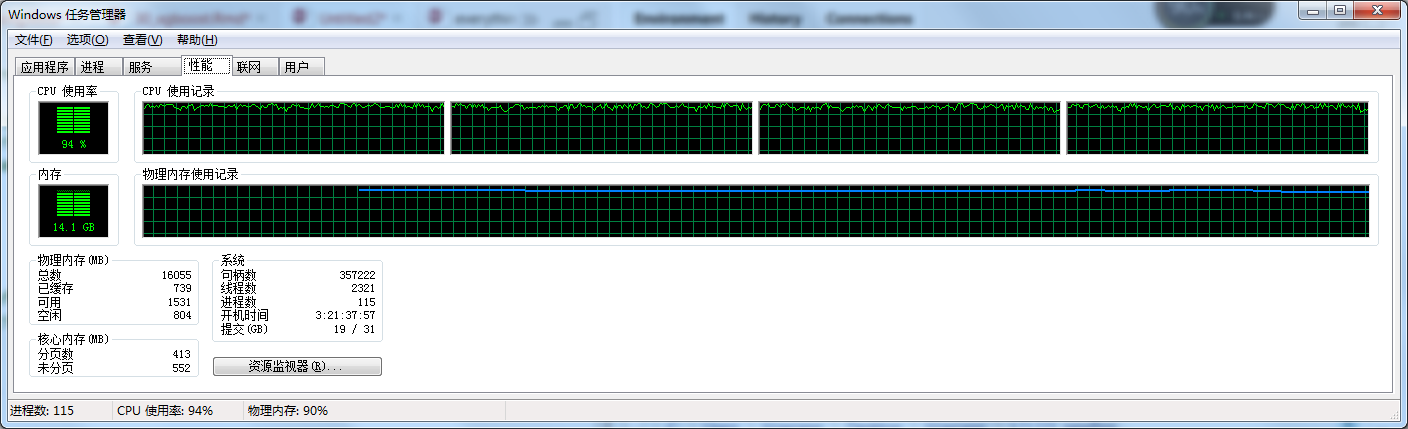 Windows 任务管理器
Environment History Connections
文件(F) 选项(O) 查看(V) 帮助(H)
应用程序 进程 服务 性能 联网 用户
CPU 使用率 CPU 使用记录
94 %
内存 物理内存使用记录
14.1 GB
物理内存(MB)
总数 16055
已缓存 739
可用 1531
空闲 804
核心内存(MB)
分页数 413
未分页 552
系统
句柄数 357222
线程数 2321
进程数 115
开机时间 3:21:37:57
提交(GB) 19 / 31
资源监视器(R)...
进程数: 115 CPU 使用率: 94% 物理内存: 90%